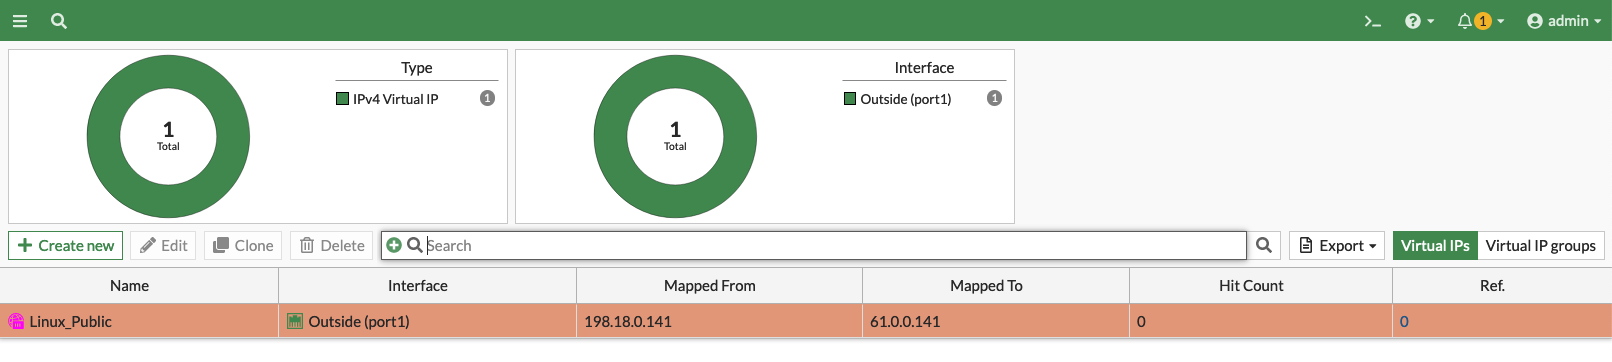 1 admin
Type
IPv4 Virtual IP 1
1
Total
Interface
Outside (port1) 1
1
Total
Create new Edit Clone Delete Search Export Virtual IPs Virtual IP groups
Name Interface Mapped From Mapped To Hit Count Ref.
Linux_Public Outside (port1) 198.18.0.141 61.0.0.141 0 0